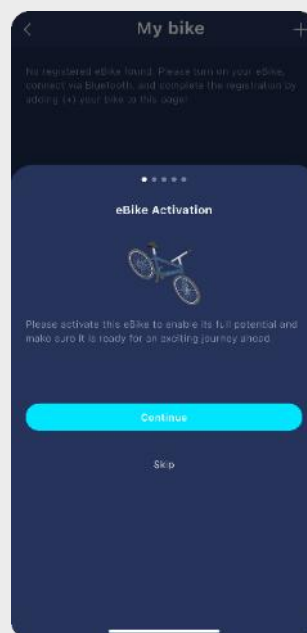 My bike
No registered eBike found. Please turn on your eBike,
connect via Bluetooth, and complete the registration by
adding (+) your bike to this page!
eBike Activation
Please activate this eBike to enable its full potential and
make sure it is ready for an exciting journey ahead
Continue
Skip